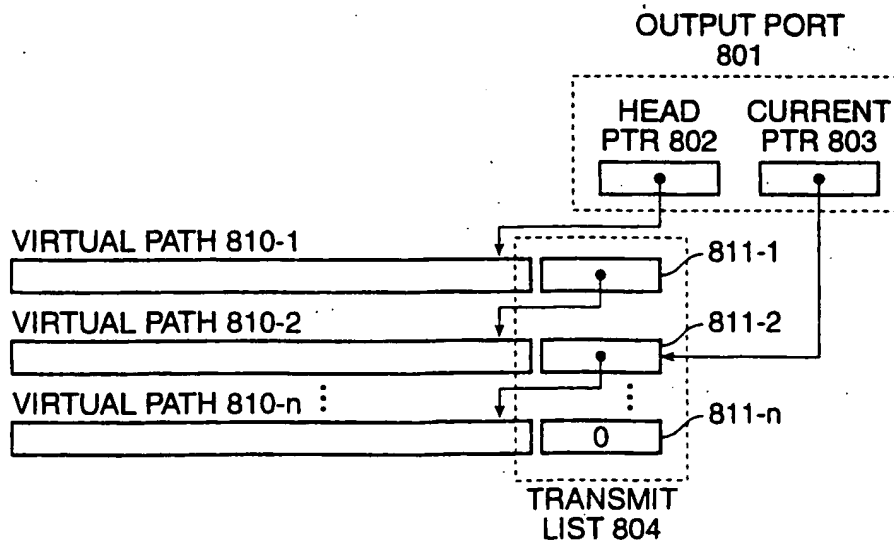 OUTPUT PORT
801
HEAD
PTR 802
CURRENT
PTR 803
VIRTUAL PATH 810-1
811-1
VIRTUAL PATH 810-2
811-2
VIRTUAL PATH 810-n
0
811-n
TRANSMIT
LIST 804